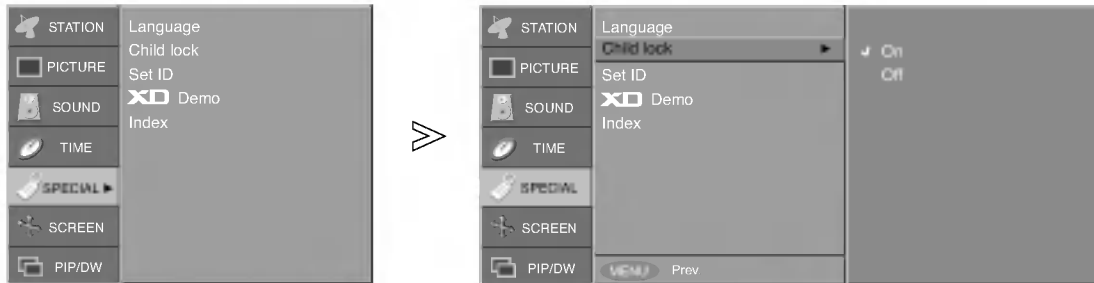 STATION
PICTURE
SOUND
TIME
SPECIAL
SCREEN
PIP/DW
Language
Child lock
Set ID
XD Demo
Index
STATION
PICTURE
SOUND
TIME
SPECIAL
SCREEN
PIP/DW
Language
Child lock
Set ID
XD Demo
Index
MENU Prev
On
Off